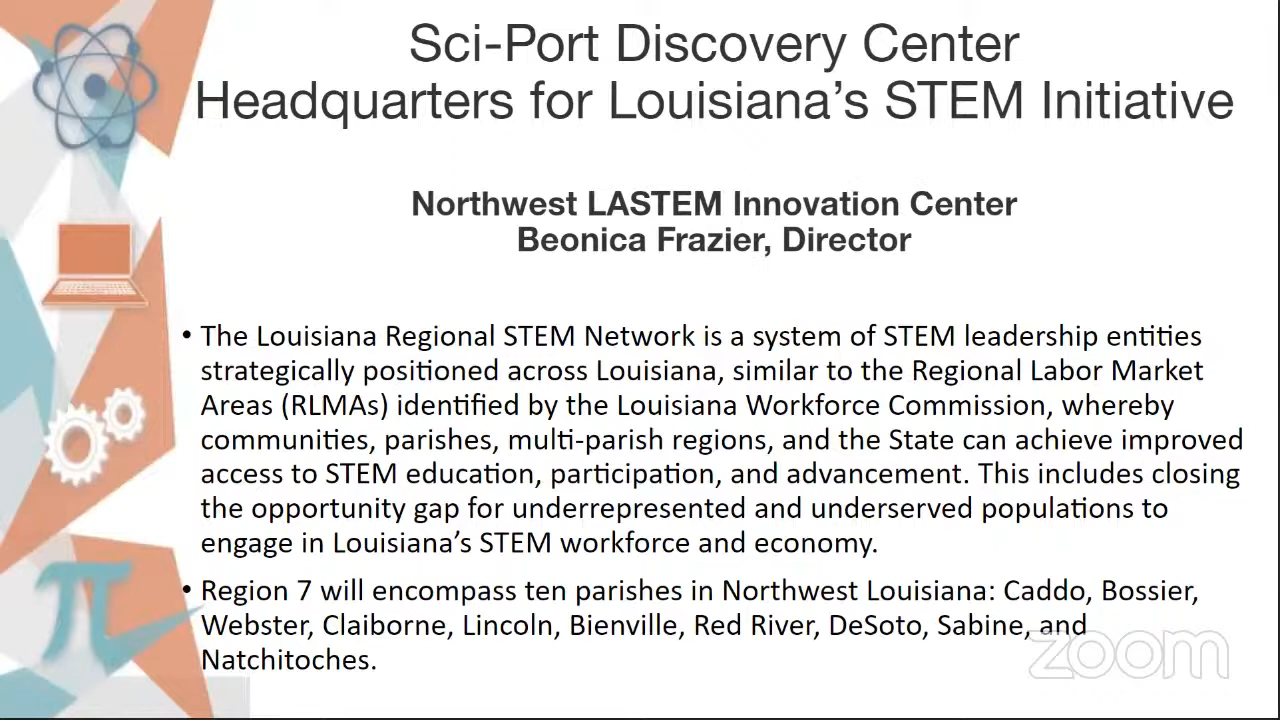 Sci-Port Discovery Center
Headquarters for Louisiana’s STEM Initiative
Northwest LASTEM Innovation Center
Beonica Frazier, Director
• The Louisiana Regional STEM Network is a system of STEM leadership entities
strategically positioned across Louisiana, similar to the Regional Labor Market
Areas (RLMAs) identified by the Louisiana Workforce Commission, whereby
communities, parishes, multi-parish regions, and the State can achieve improved
access to STEM education, participation, and advancement. This includes closing
the opportunity gap for underrepresented and underserved populations to
engage in Louisiana’s STEM workforce and economy.
• Region 7 will encompass ten parishes in Northwest Louisiana: Caddo, Bossier,
Webster, Claiborne, Lincoln, Bienville, Red River, DeSoto, Sabine, and
Natchitoches.
zoom
π